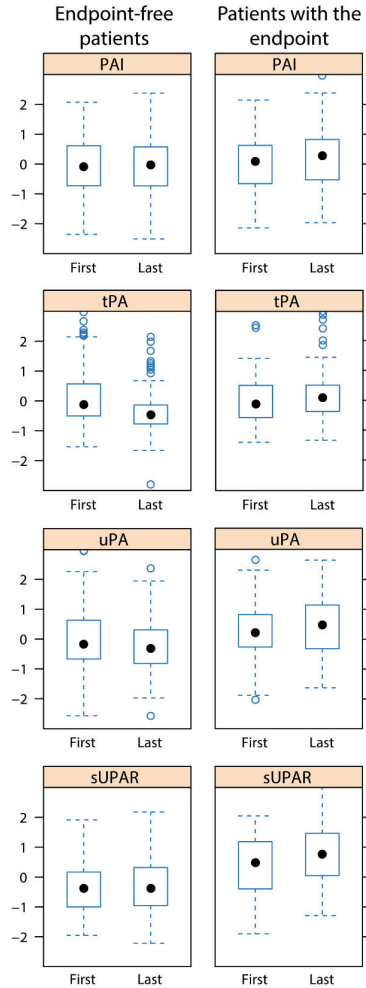 Endpoint-free
patients
Patients with the
endpoint
PAI
PAI
2
1
0
−1
−2
First
Last
First
Last
tPA
tPA
2
1
0
−1
−2
First
Last
First
Last
uPA
uPA
2
1
0
−1
−2
First
Last
First
Last
sUPAR
sUPAR
2
1
0
−1
−2
First
Last
First
Last